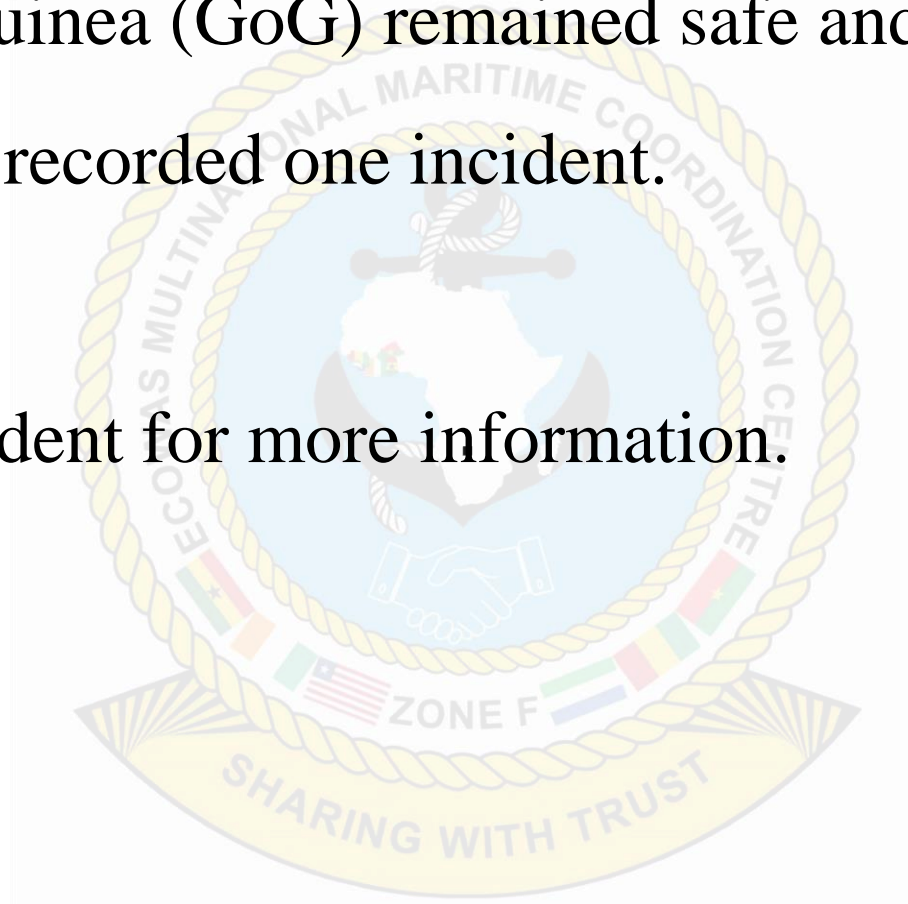 uinea (GoG) remained safe and
recorded one incident.
dent for more information.
ECOWAS MULTINATIONAL MARITIME COORDINATION CENTRE
ZONE F
SHARING WITH TRUST